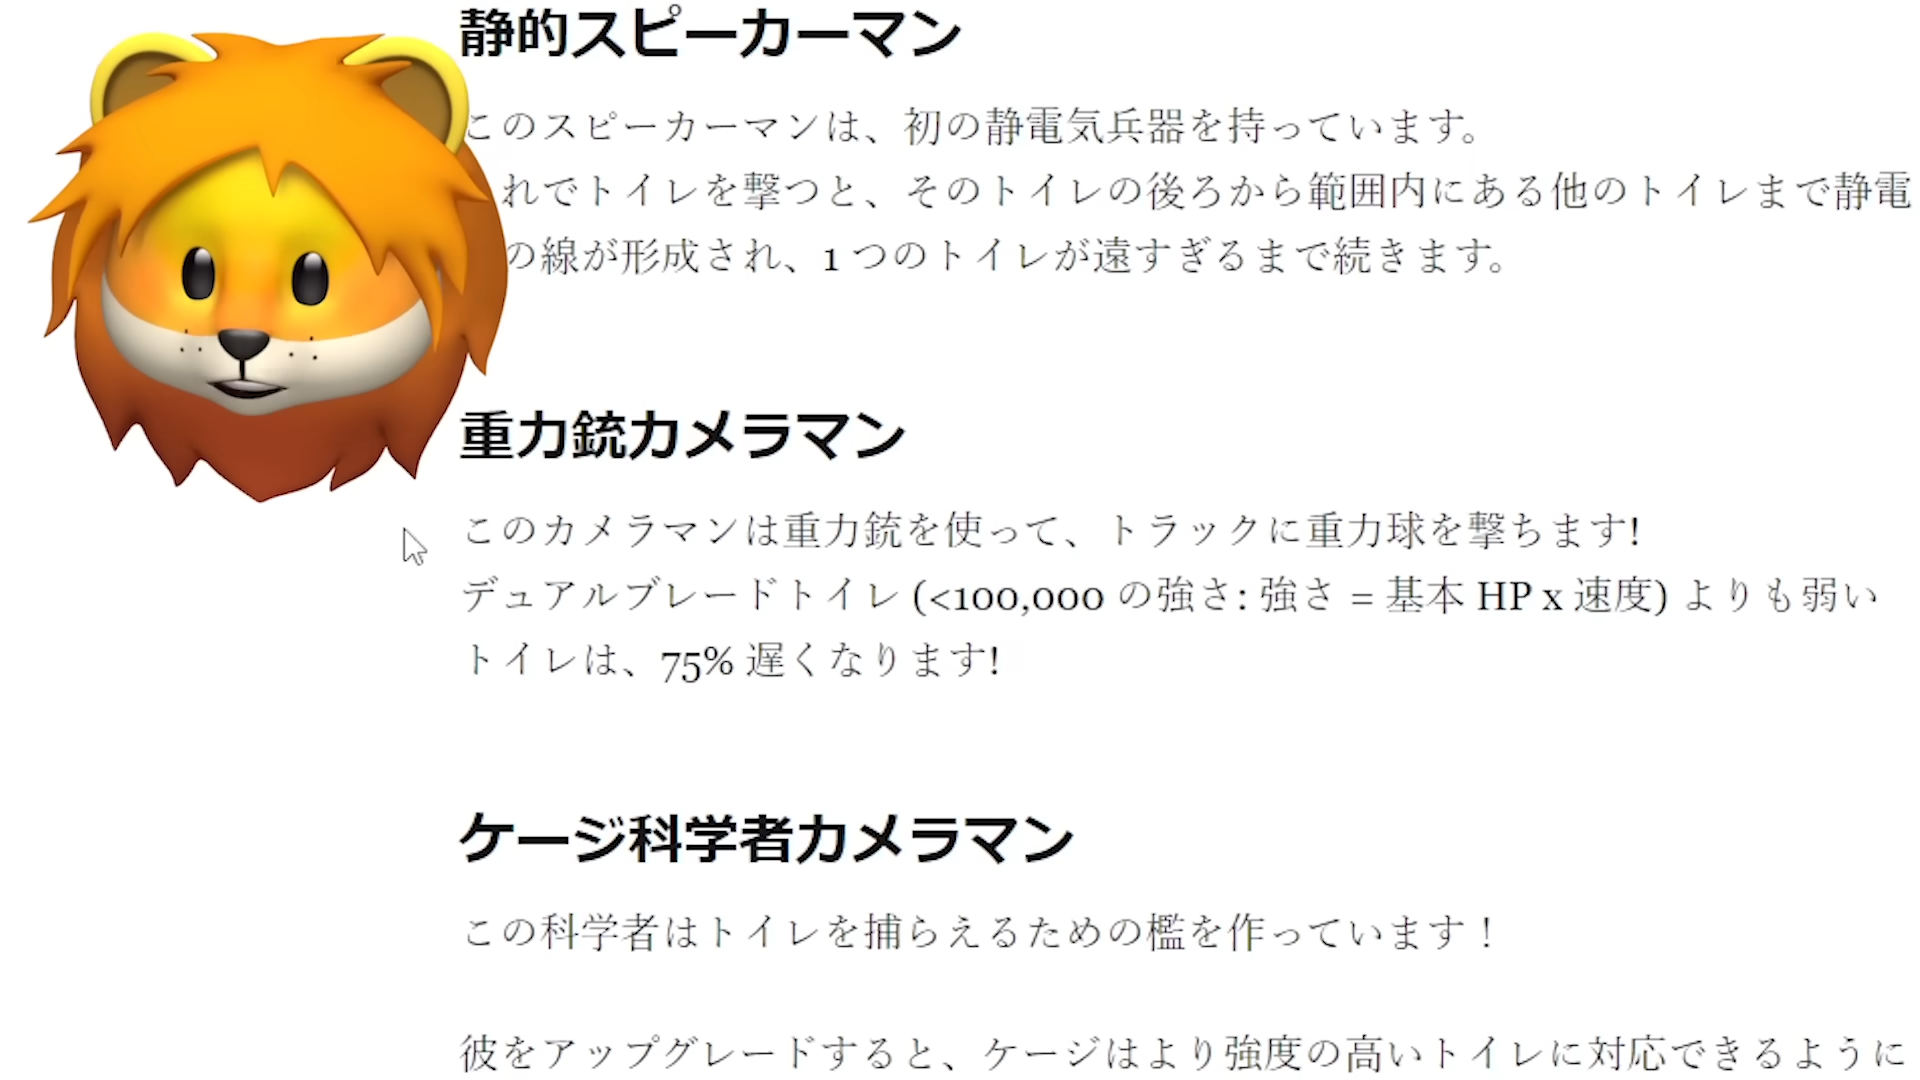 静的スピーカーマン
このスピーカーマンは、初の静電気兵器を持っています。
れでトイレを撃つと、そのトイレの後ろから範囲内にある他のトイレまで静電
の線が形成され、1 つのトイレが遠すぎるまで続きます。
重力銃カメラマン
このカメラマンは重力銃を使って、トラックに重力球を撃ちます!
デュアルブレードトイレ (<100,000 の強さ: 強さ = 基本 HP x 速度) よりも弱い
トイレは、75% 遅くなります!
ケージ科学者カメラマン
この科学者はトイレを捕らえるための檻を作っています！
彼をアップグレードすると、ケージはより強度の高いトイレに対応できるように